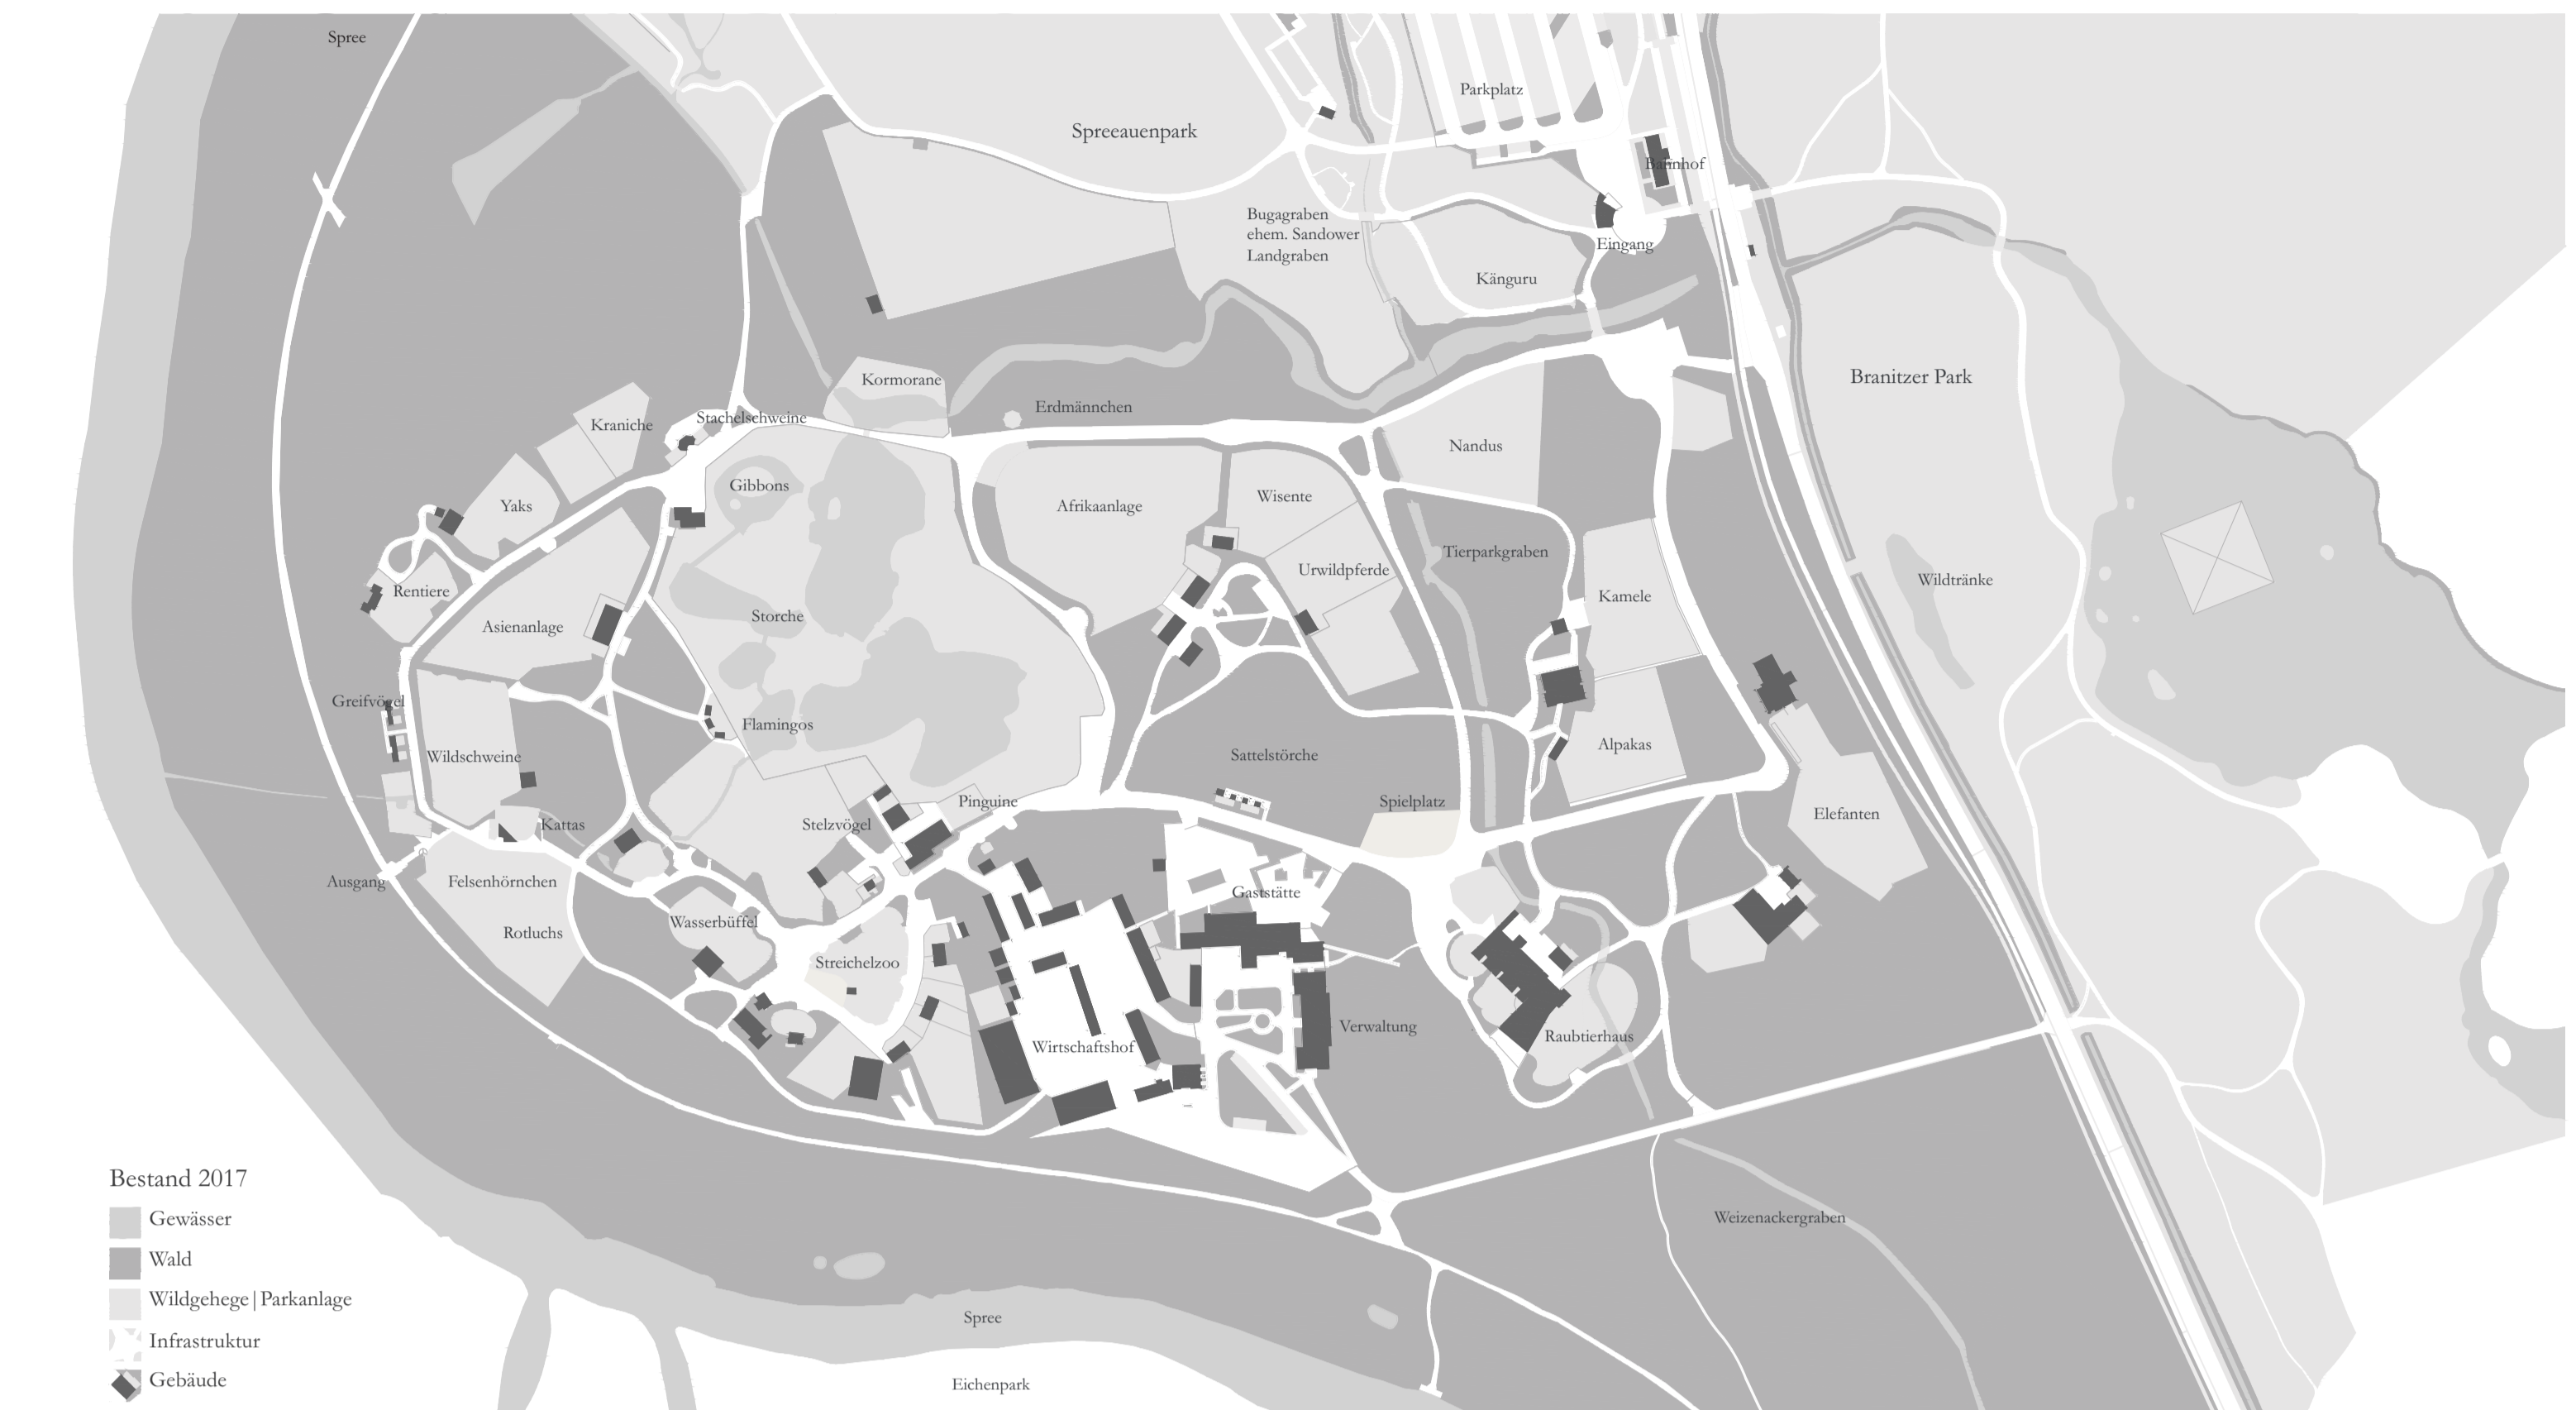 Spree
Parkplatz
Spreeauenpark
Bahnhof
Bugagraben
ehem. Sandower
Landgraben
Eingang
Känguru
Branitzer Park
Kormorane
Erdmännchen
Stachelschweine
Kraniche
Nandus
Gibbons
Wisente
Yaks
Afrikaanlage
Tierparkgraben
Urwildpferde
Wildtränke
Rentiere
Kamele
Storche
Asienanlage
Greifvögel
Flamingos
Alpakas
Wildschweine
Sattelstörche
Pinguine
Spielplatz
Elefanten
Kattas
Stelzvögel
Ausgang
Felsenhörnchen
Gaststätte
Wasserbüffel
Rotluchs
Streichelzoo
Verwaltung
Raubtierhaus
Wirtschaftshof
Weizenackergraben
Spree
Eichenpark
Bestand 2017
Gewässer
Wald
Wildgehege | Parkanlage
Infrastruktur
Gebäude